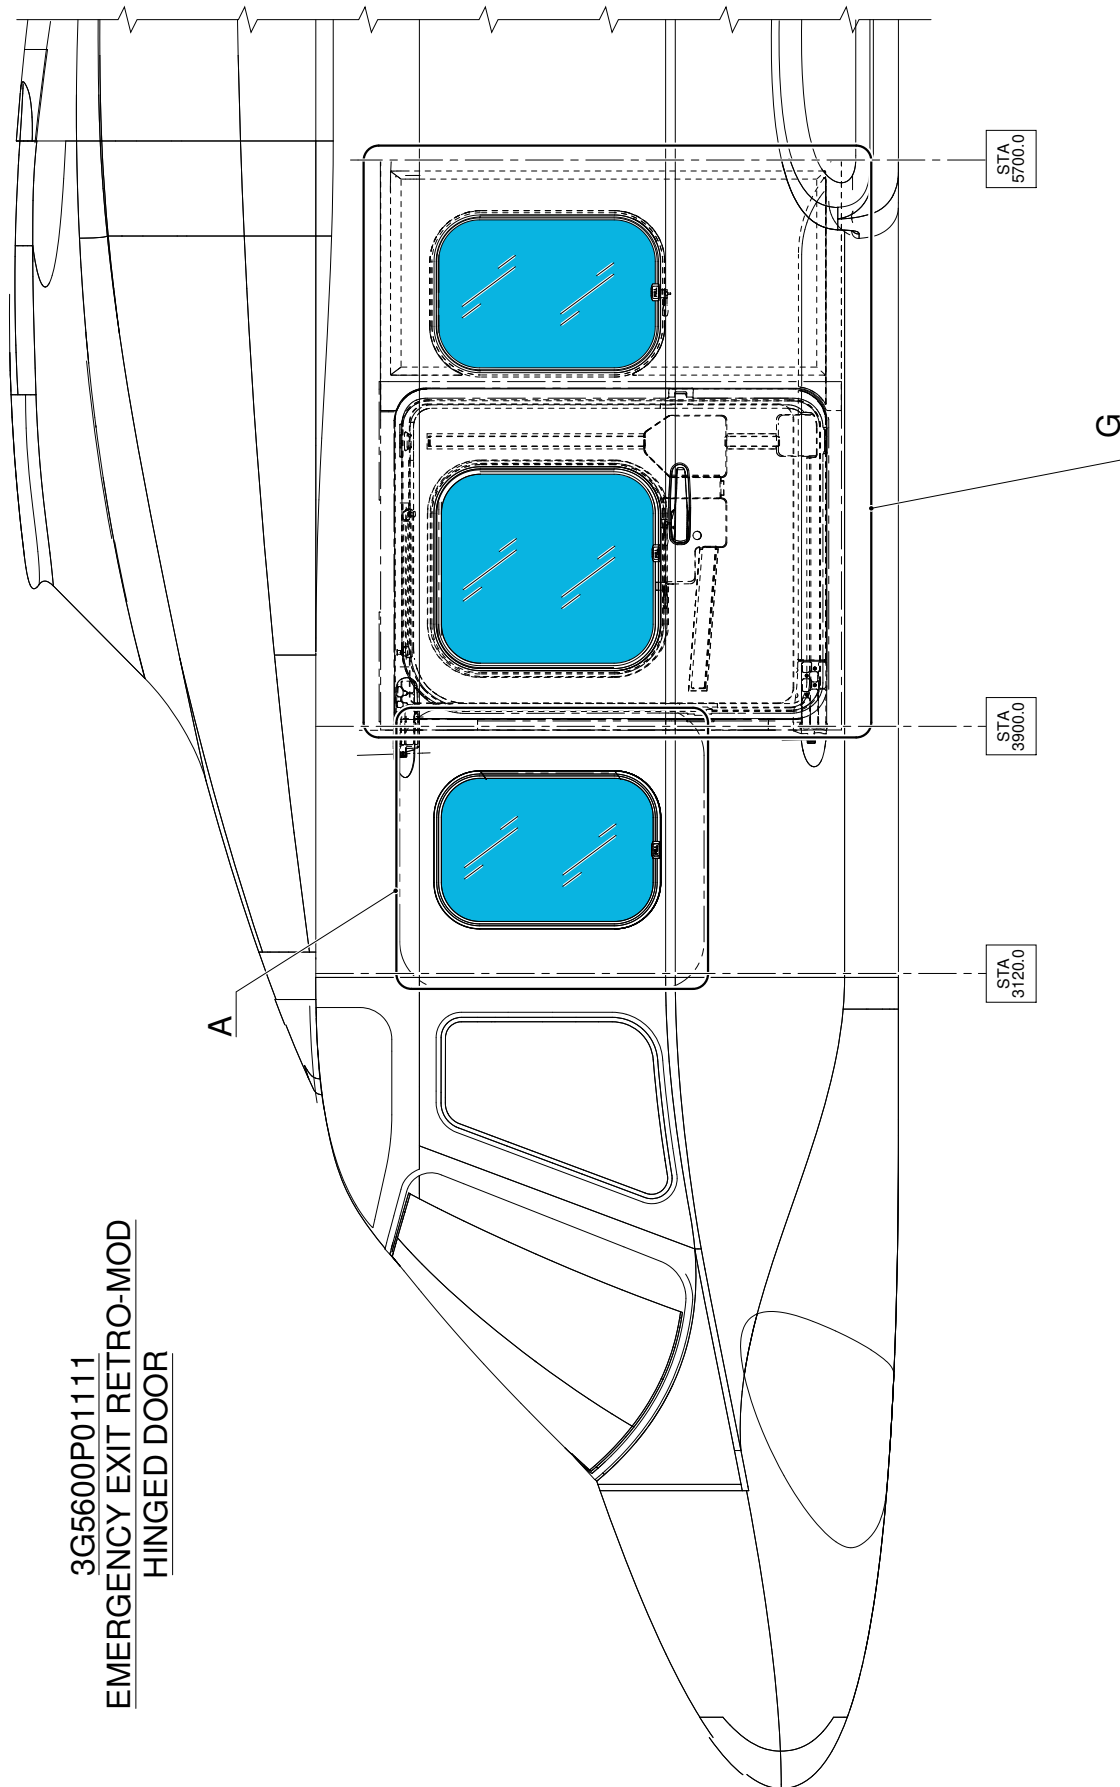 3G5600P01111
EMERGENCY EXIT RETRO-MOD
HINGED DOOR
A
G
STA
3120.0
STA
3900.0
STA
5700.0